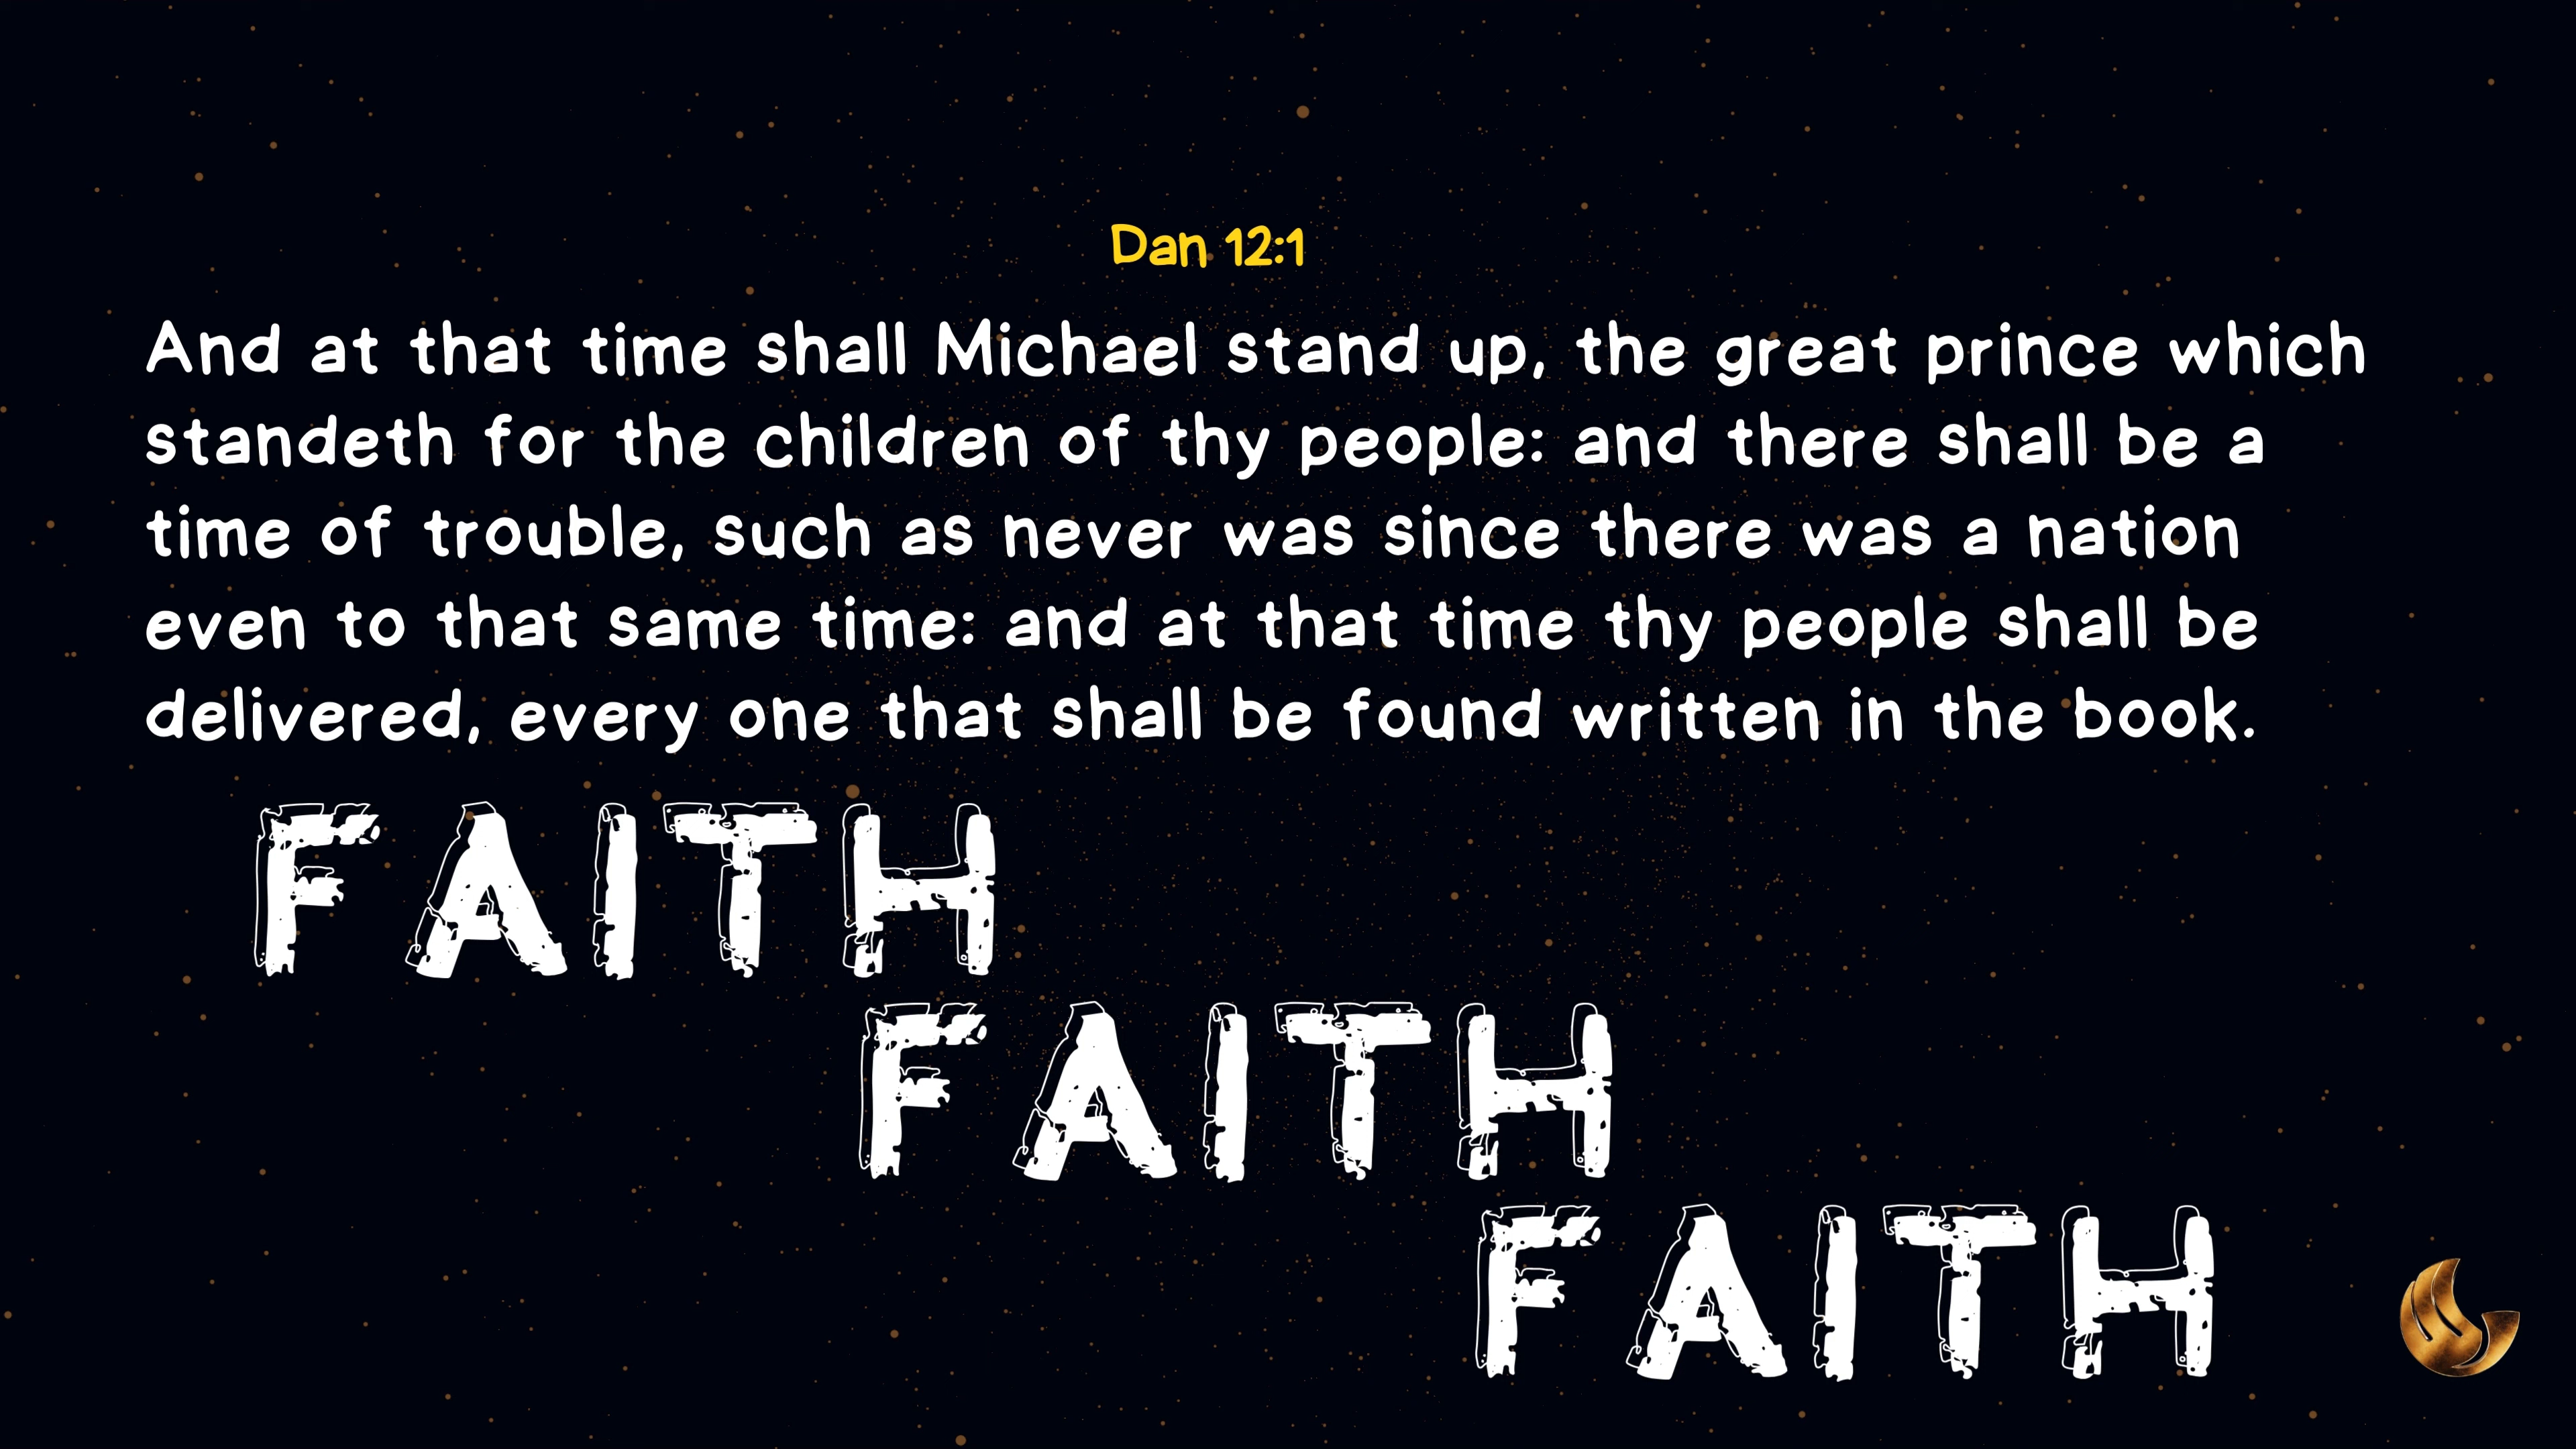 Dan 12:1
And at that time shall Michael stand up, the great prince which
standeth for the children of thy people: and there shall be a
time of trouble, such as never was since there was a nation
even to that same time: and at that time thy people shall be
delivered, every one that shall be found written in the book.
FAITH
FAITH
FAITH